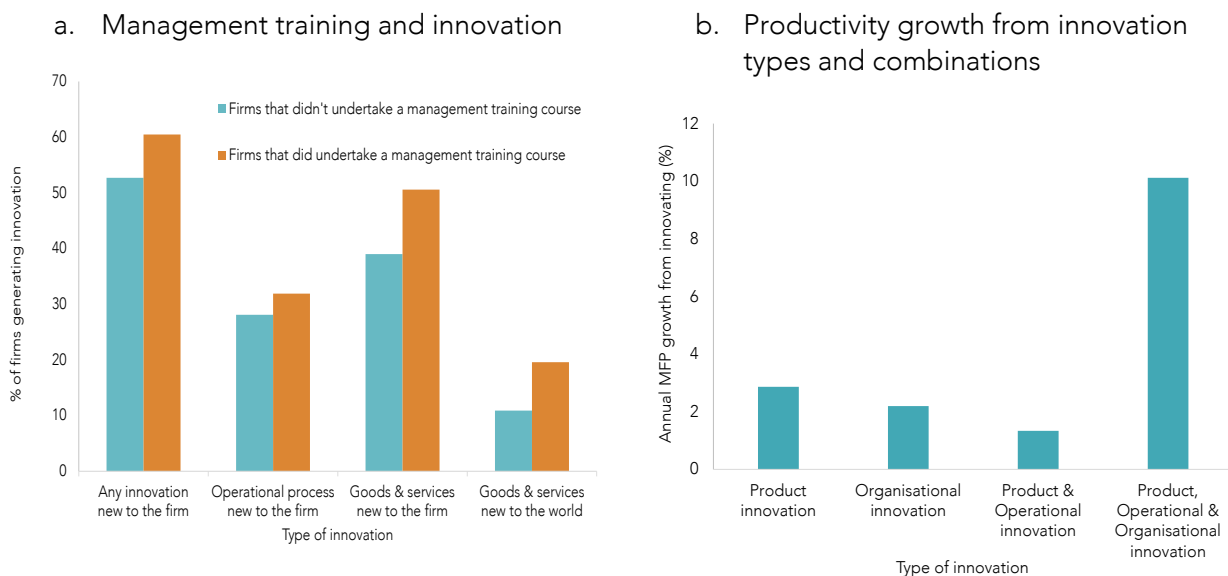 a. Management training and innovation
% of firms generating innovation
70
60
50
40
30
20
10
0
Firms that didn't undertake a management training course
Firms that did undertake a management training course
Any innovation
new to the firm
Operational process
new to the firm
Goods & services
new to the firm
Goods & services
new to the world
Type of innovation
b. Productivity growth from innovation
types and combinations
Annual MFP growth from innovating (%)
12
10
8
6
4
2
0
Product
innovation
Organisational
innovation
Product &
Operational
innovation
Product,
Operational &
Organisational
innovation
Type of innovation